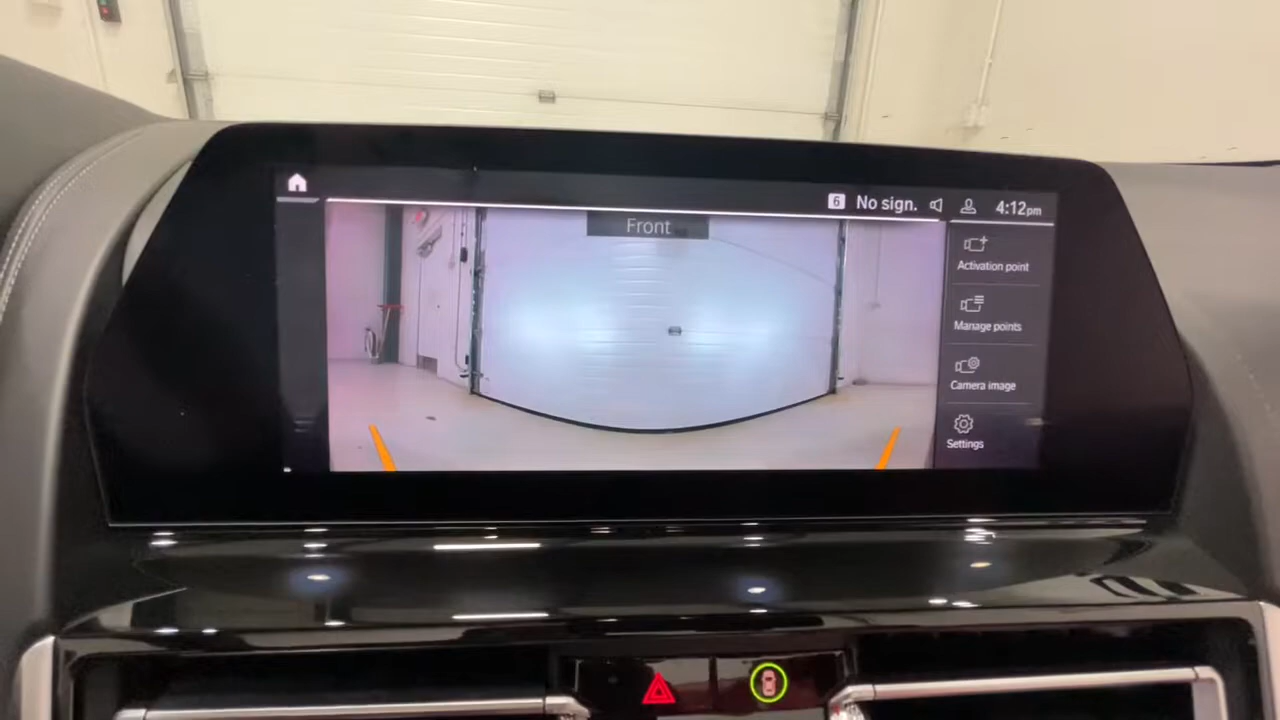 6 No sign. 4:12pm
Front
Activation point
Manage points
Camera image
Settings